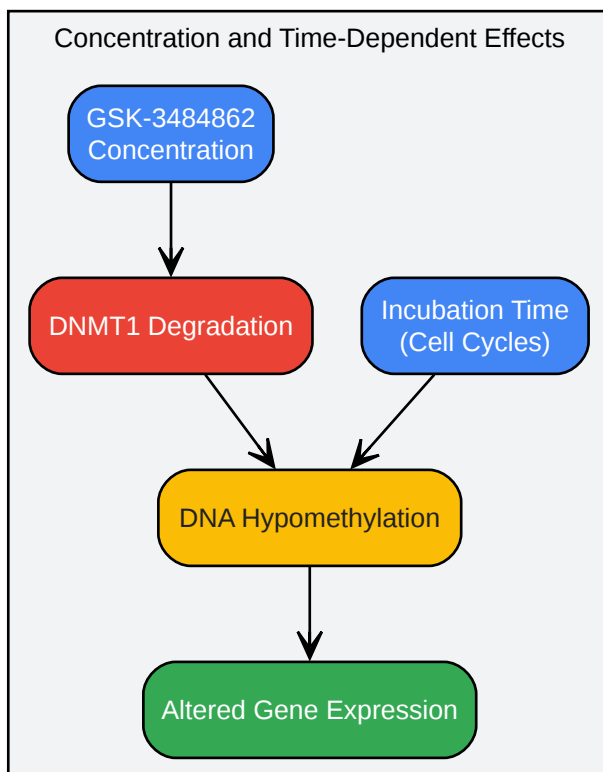 Concentration and Time-Dependent Effects
GSK-3484862
Concentration
DNMT1 Degradation
Incubation Time
(Cell Cycles)
DNA Hypomethylation
Altered Gene Expression